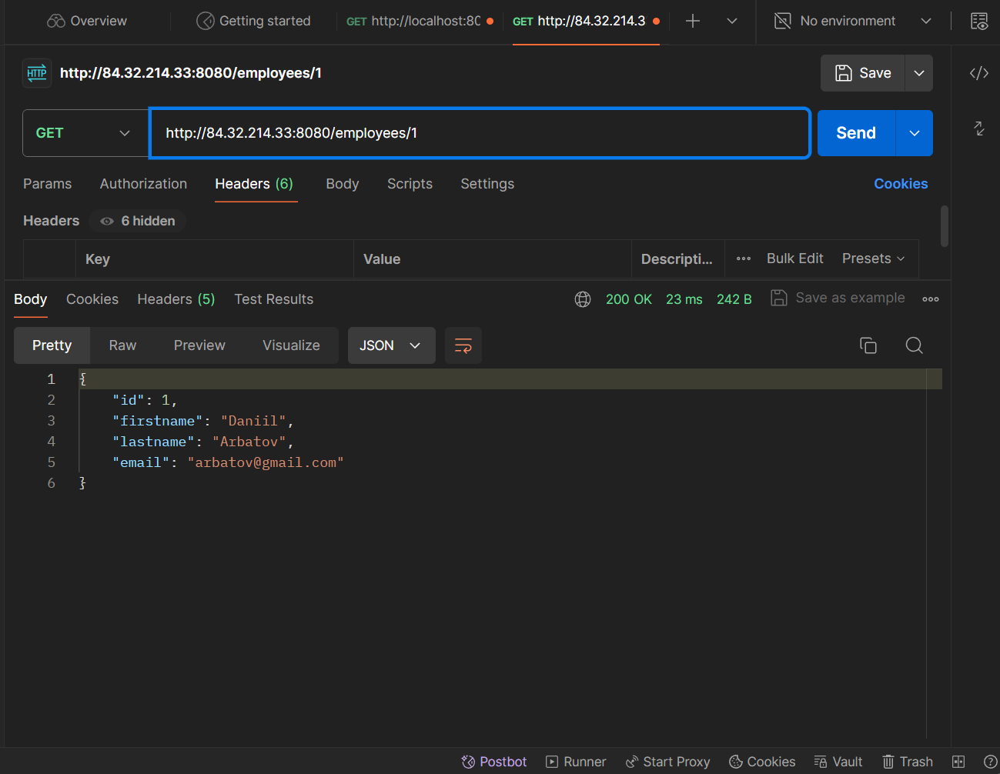 Overview
Getting started
GET http://localhost:80
GET http://84.32.214.3
No environment
HTTP http://84.32.214.33:8080/employees/1
Save
GET
http://84.32.214.33:8080/employees/1
Send
Params
Authorization
Headers (6)
Body
Scripts
Settings
Cookies
Headers
6 hidden
Key
Value
Descripti...
Bulk Edit
Presets
Body
Cookies
Headers (5)
Test Results
200 OK
23 ms
242 B
Save as example
Pretty
Raw
Preview
Visualize
JSON
1 {
2 "id": 1,
3 "firstname": "Daniil",
4 "lastname": "Arbatov",
5 "email": "arbatov@gmail.com"
6 }
Postbot
Runner
Start Proxy
Cookies
Vault
Trash